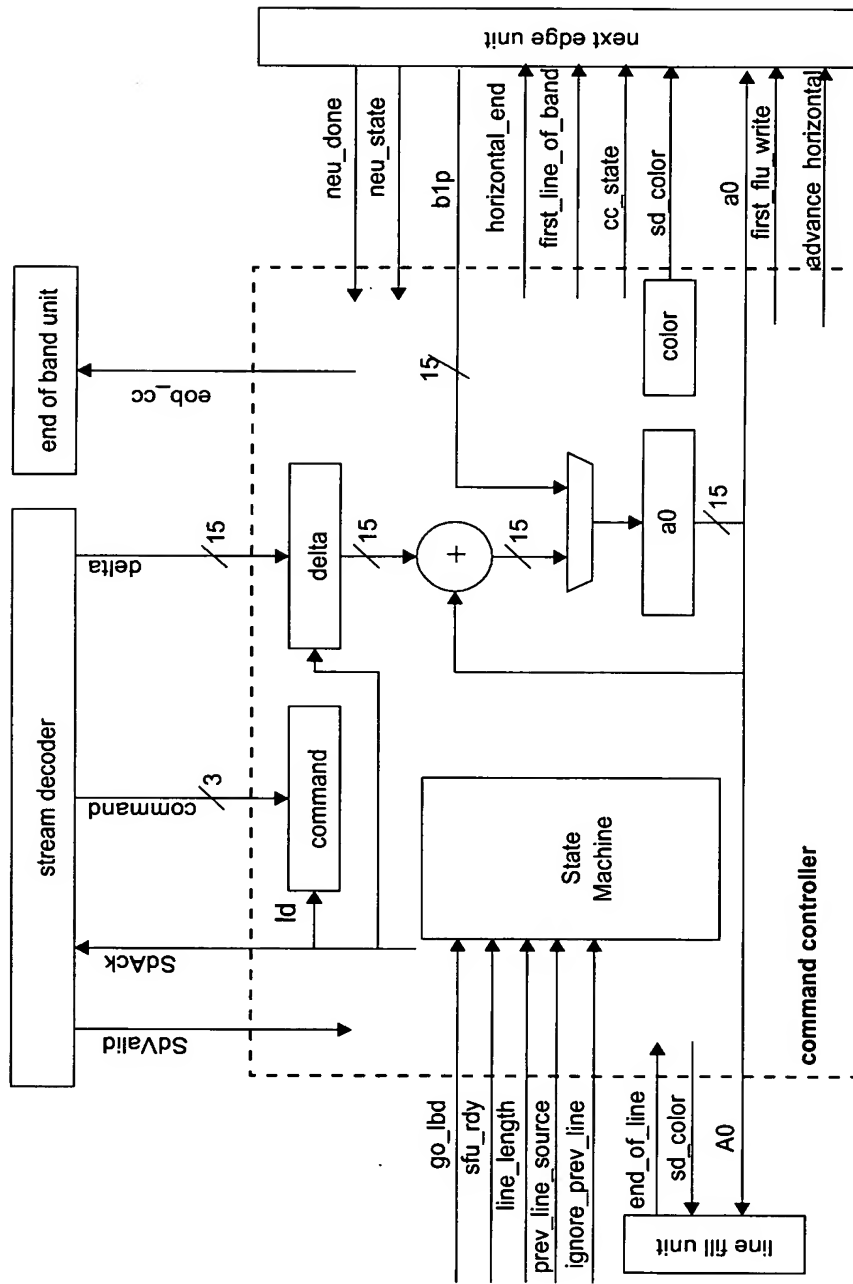 stream decoder
end of band unit
SdValid
SdAck
command
3
delta
15
eob_cc
neu_done
neu_state
b1p
horizontal_end
first_line_of_band
cc_state
sd_color
a0
first_flu_write
advance_horizontal
next edge unit
ld
command
delta
15
+
15
15
a0
15
color
State
Machine
go_lbd
sfu_rdy
line_length
prev_line_source
ignore_prev_line
end_of_line
sd_color
A0
line fill unit
command controller